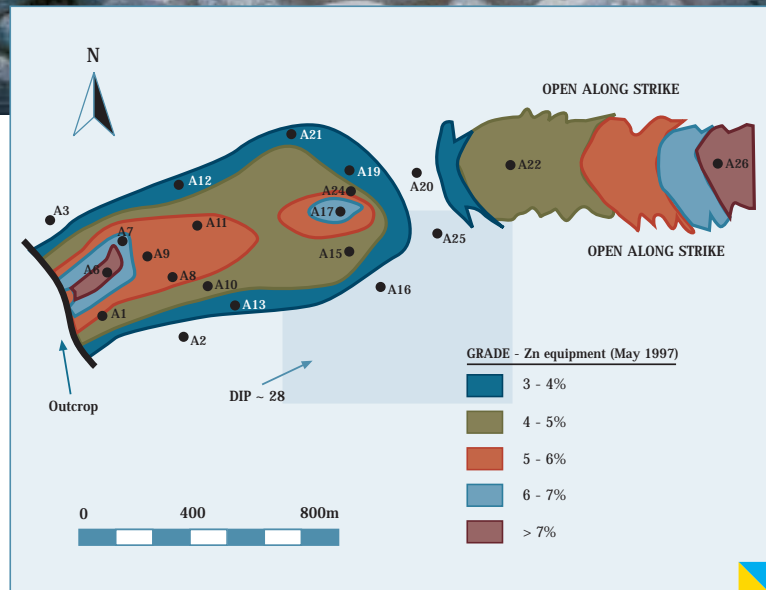 N
OPEN ALONG STRIKE
A21
A19
A12
A24
A20
A22
A26
A3
A17
A11
A7
A25
A9
A15
OPEN ALONG STRIKE
A6
A8
A10
A16
A13
A1
A2
GRADE - Zn equipment (May 1997)
3 - 4%
DIP ~ 28
Outcrop
4 - 5%
5 - 6%
6 - 7%
> 7%
0 400 800m